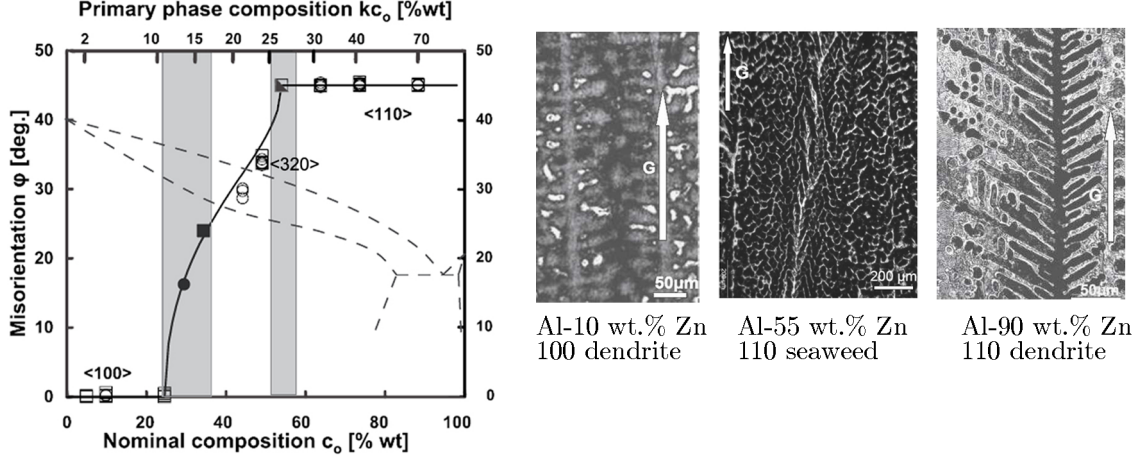 Primary phase composition kcₒ [%wt]
2 10 15 20 25 30 40 70
50 50
40 40
30 30
20 20
10 10
0 0
Misorientation φ [deg.]
<110>
<320>
<100>
0 20 40 60 80 100
Nominal composition cₒ [% wt]
G
50μm
Al-10 wt.% Zn
100 dendrite
G
200 μm
Al-55 wt.% Zn
110 seaweed
G
50μm
Al-90 wt.% Zn
110 dendrite